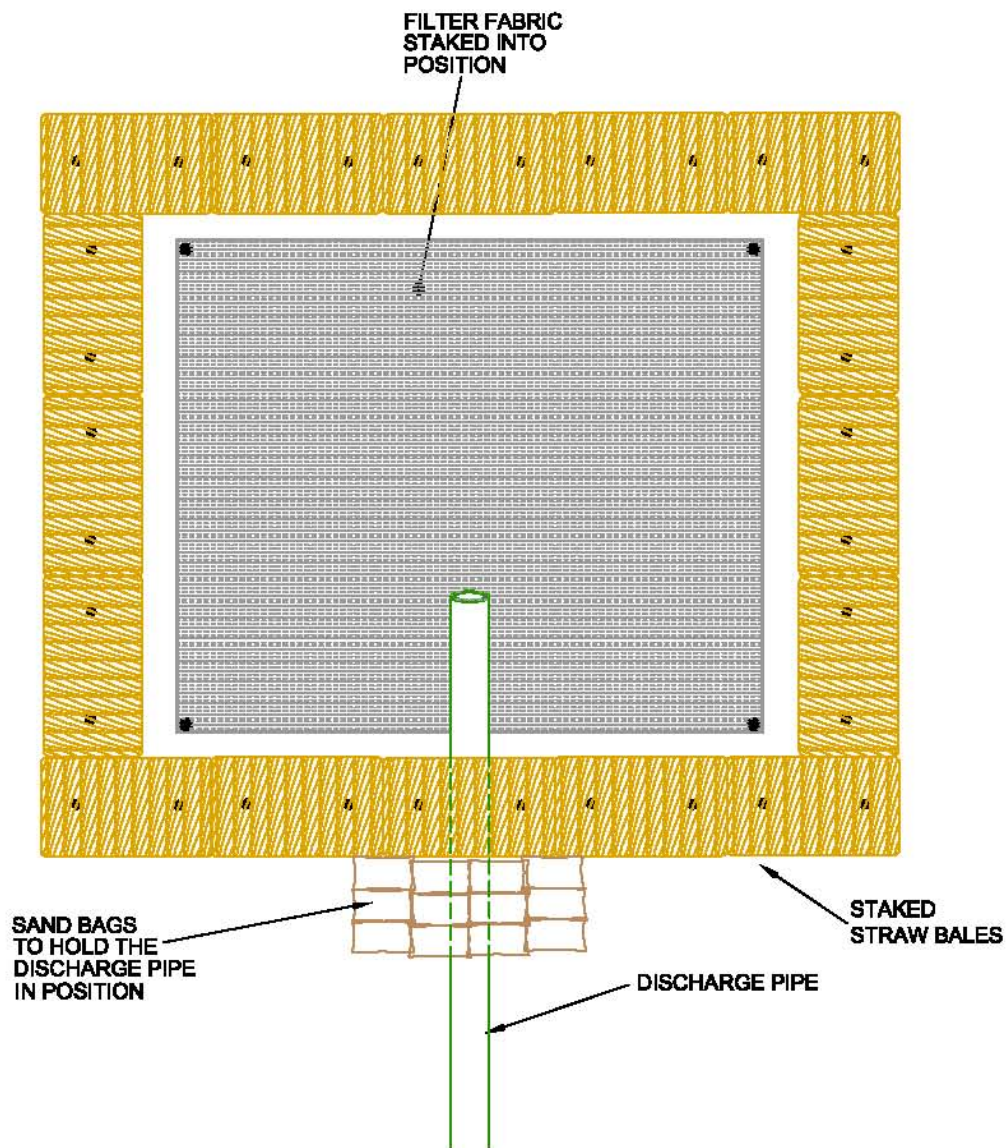 FILTER FABRIC
STAKED INTO
POSITION
SAND BAGS
TO HOLD THE
DISCHARGE PIPE
IN POSITION
STAKED
STRAW BALES
DISCHARGE PIPE